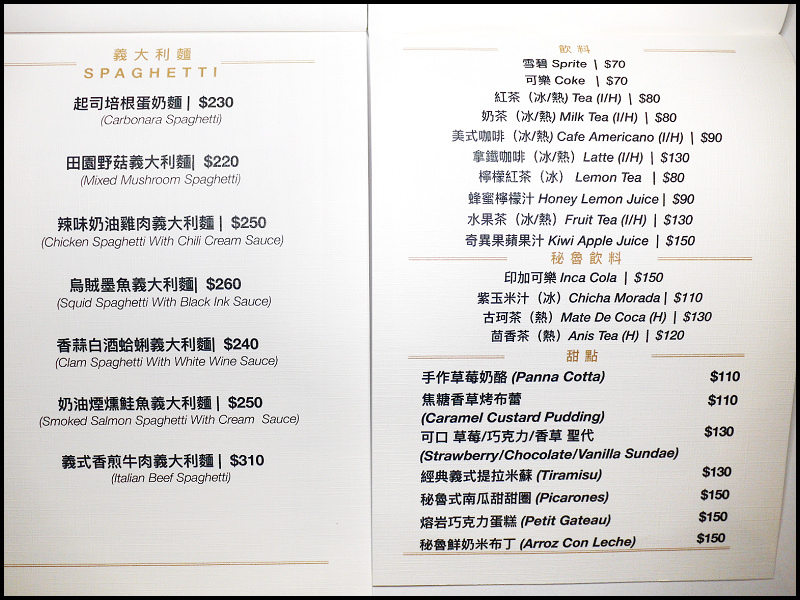 義大利麵
SPAGHETTI
起司培根蛋奶麵 | $230
(Carbonara Spaghetti)
田園野菇義大利麵| $220
(Mixed Mushroom Spaghetti)
辣味奶油雞肉義大利麵 | $250
(Chicken Spaghetti With Chili Cream Sauce)
烏賊墨魚義大利麵| $260
(Squid Spaghetti With Black Ink Sauce)
香蒜白酒蛤蜊義大利麵 | $240
(Clam Spaghetti With White Wine Sauce)
奶油煙燻鮭魚義大利麵 | $250
(Smoked Salmon Spaghetti With Cream Sauce)
義式香煎牛肉義大利麵 | $310
(Italian Beef Spaghetti)
飲料
雪碧 Sprite | $70
可樂 Coke | $70
紅茶（冰/熱) Tea (I/H) | $80
奶茶（冰/熱) Milk Tea (I/H) | $80
美式咖啡（冰/熱) Cafe Americano (I/H) | $90
拿鐵咖啡（冰/熱） Latte (I/H) | $130
檸檬紅茶（冰） Lemon Tea | $80
蜂蜜檸檬汁 Honey Lemon Juice | $90
水果茶（冰/熱）Fruit Tea (I/H) | $130
奇異果蘋果汁 Kiwi Apple Juice | $150
秘魯飲料
印加可樂 Inca Cola | $150
紫玉米汁（冰）Chicha Morada | $110
古珂茶（熱）Mate De Coca (H) | $130
茴香茶（熱）Anis Tea (H) | $120
甜點
手作草莓奶酪 (Panna Cotta) $110
焦糖香草烤布蕾 $110
(Caramel Custard Pudding)
可口 草莓/巧克力/香草 聖代 $130
(Strawberry/Chocolate/Vanilla Sundae)
經典義式提拉米蘇 (Tiramisu) $130
秘魯式南瓜甜甜圈 (Picarones) $150
熔岩巧克力蛋糕 (Petit Gateau) $150
秘魯鮮奶米布丁 (Arroz Con Leche) $150